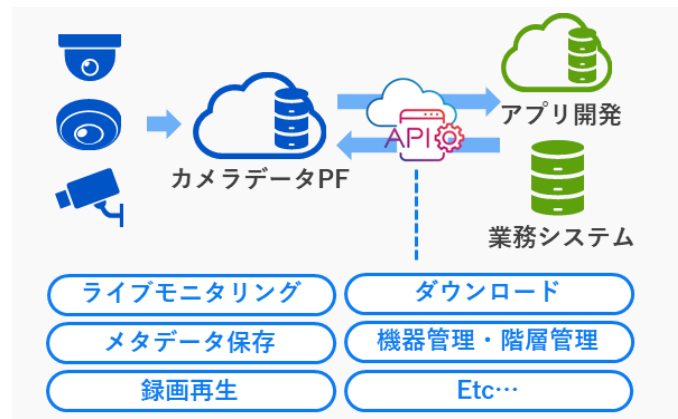 アプリ開発
API
カメラデータPF
業務システム
ライブモニタリング
ダウンロード
メタデータ保存
機器管理・階層管理
録画再生
Etc…